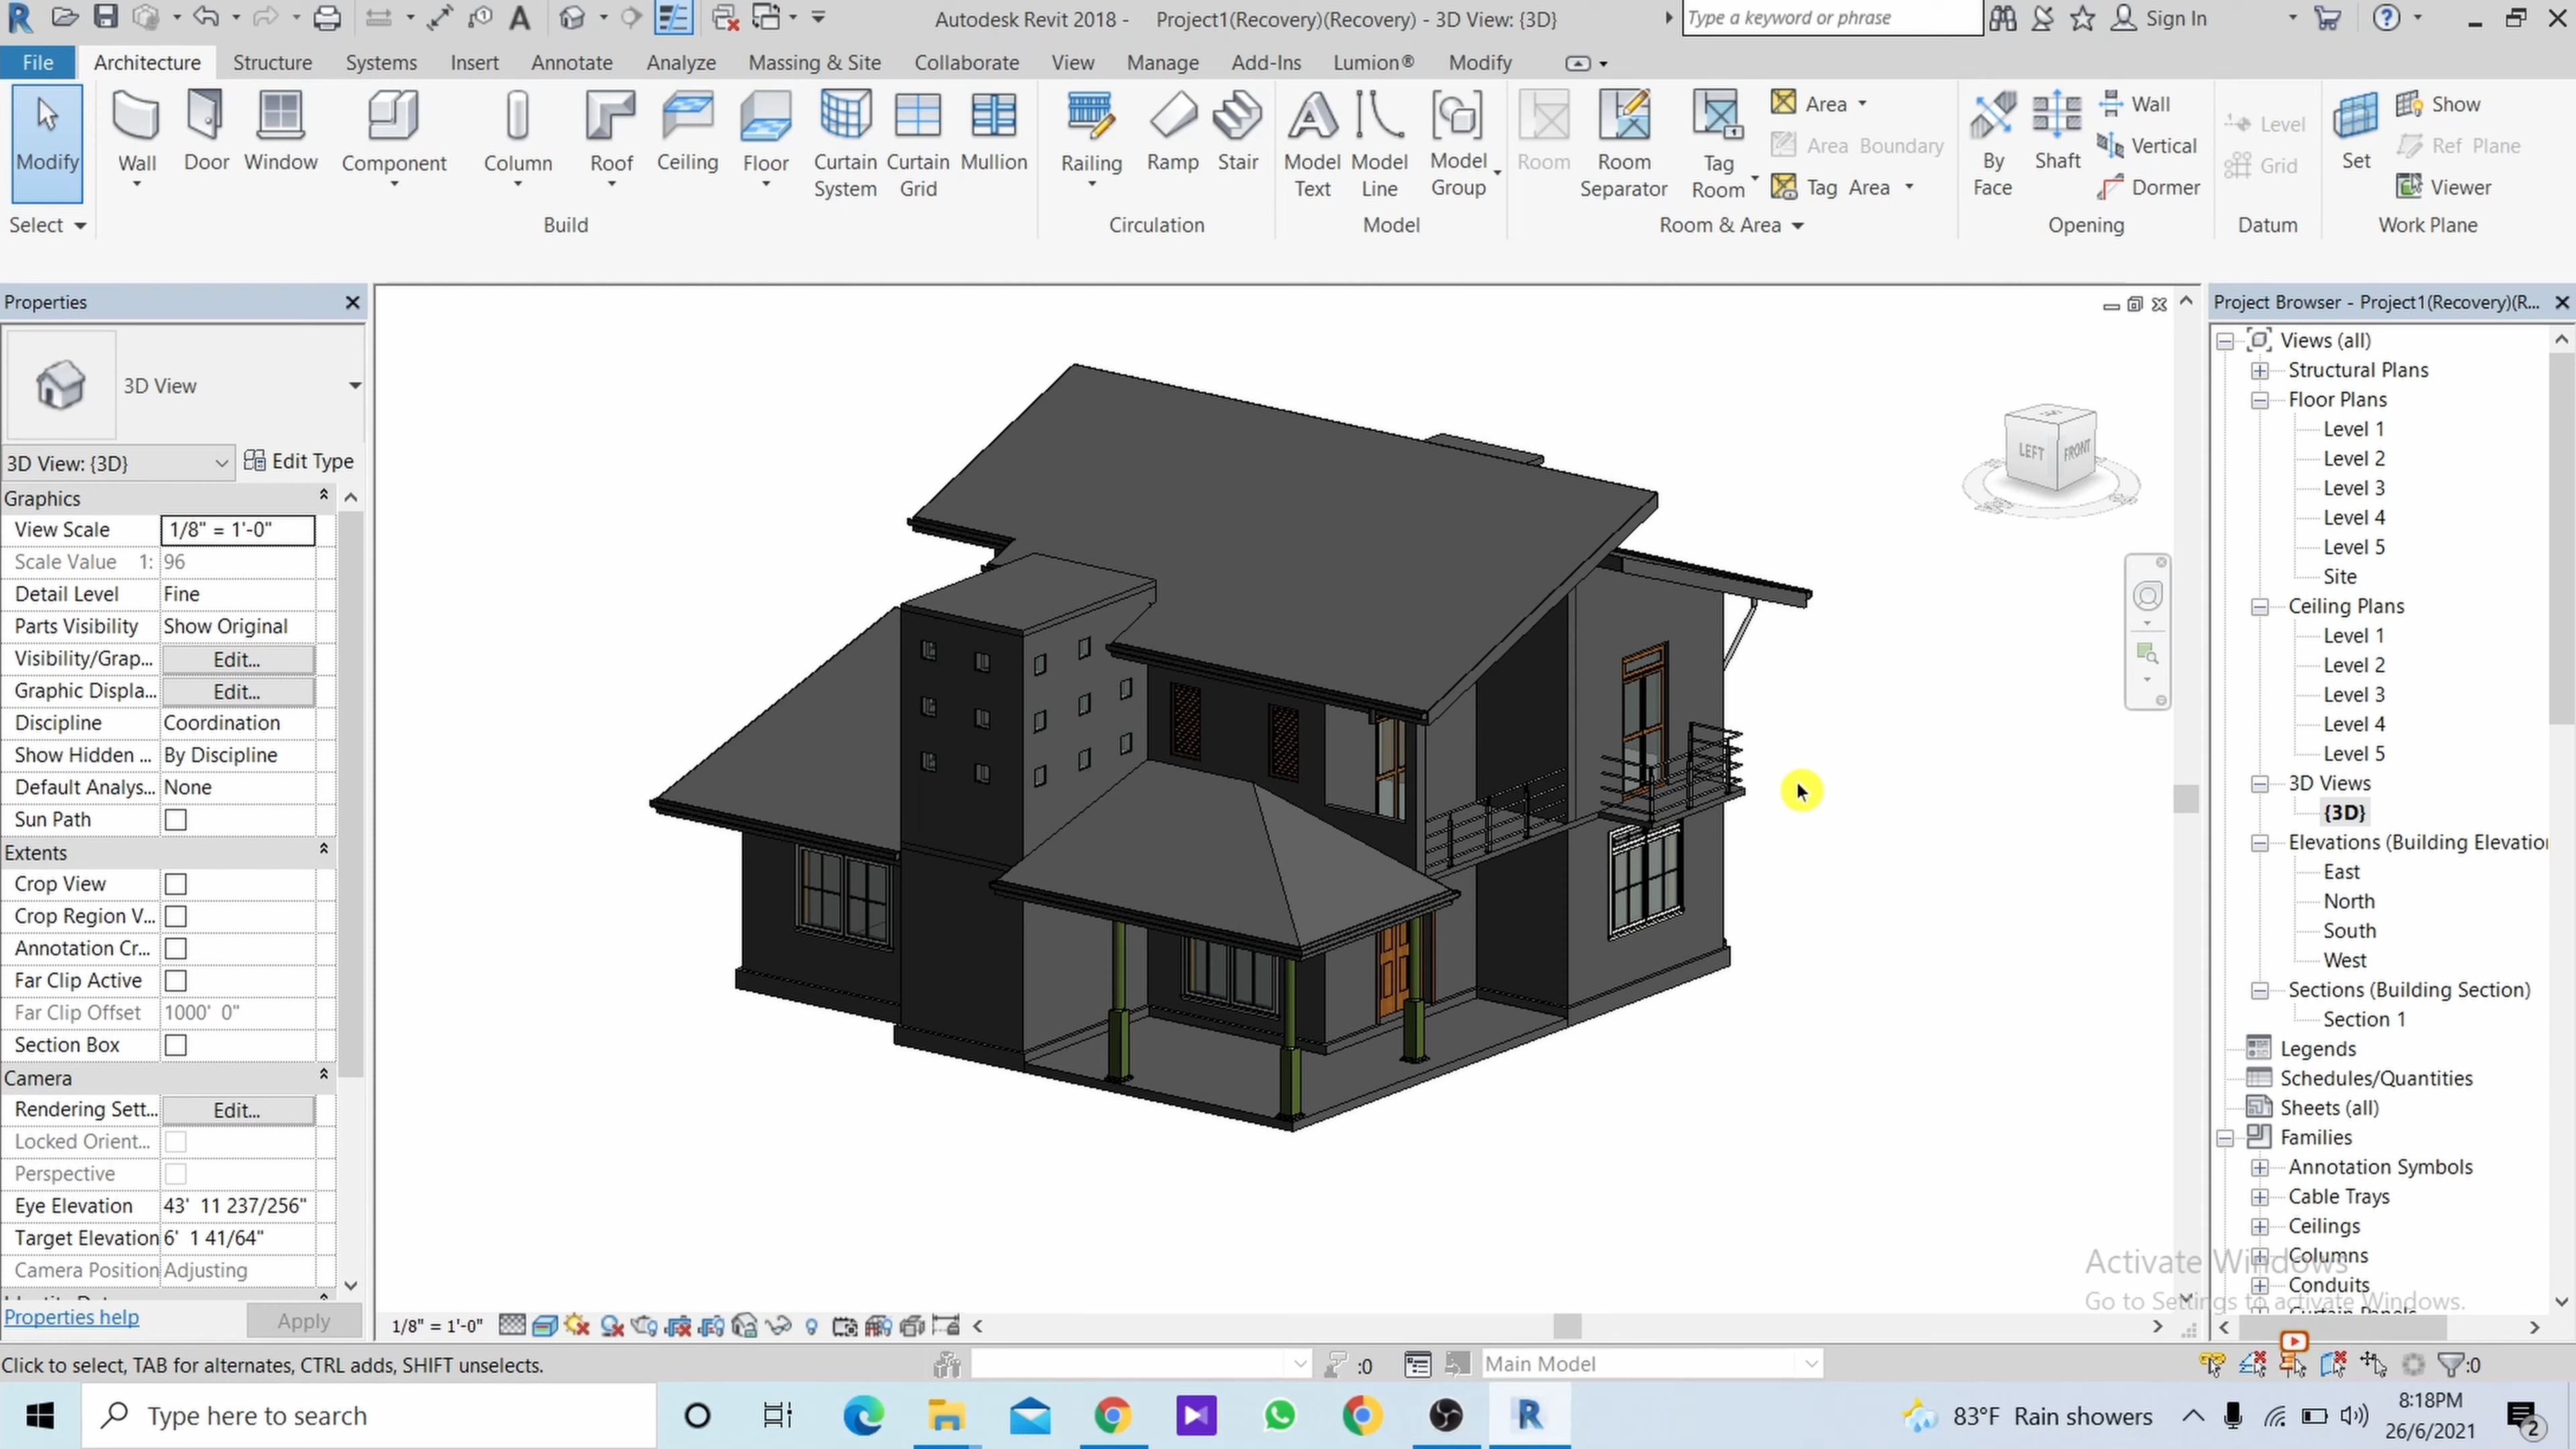 Autodesk Revit 2018 - Project1(Recovery)(Recovery) - 3D View: {3D}
Type a keyword or phrase
Sign In
File Architecture Structure Systems Insert Annotate Analyze Massing & Site Collaborate View Manage Add-Ins Lumion® Modify
Modify
Wall
Door
Window
Component
Column
Roof
Ceiling
Floor
Curtain System
Curtain Grid
Mullion
Railing
Ramp
Stair
Model Text
Model Line
Model Group
Room
Room Separator
Tag Room
Area
Area Boundary
Tag Area
By Face
Shaft
Wall
Vertical
Dormer
Level
Grid
Set
Show
Ref Plane
Viewer
Select Build Circulation Model Room & Area Opening Datum Work Plane
Properties
3D View
3D View: {3D} Edit Type
Graphics
View Scale 1/8" = 1'-0"
Scale Value 1: 96
Detail Level Fine
Parts Visibility Show Original
Visibility/Grap... Edit...
Graphic Displa... Edit...
Discipline Coordination
Show Hidden ... By Discipline
Default Analys... None
Sun Path
Extents
Crop View
Crop Region V...
Annotation Cr...
Far Clip Active
Far Clip Offset 1000' 0"
Section Box
Camera
Rendering Sett... Edit...
Locked Orient...
Perspective
Eye Elevation 43' 11 237/256"
Target Elevation 6' 1 41/64"
Camera Position Adjusting
Properties help Apply
LEFT FRONT
Project Browser - Project1(Recovery)(R...
Views (all)
Structural Plans
Floor Plans
Level 1
Level 2
Level 3
Level 4
Level 5
Site
Ceiling Plans
Level 1
Level 2
Level 3
Level 4
Level 5
3D Views
{3D}
Elevations (Building Elevatio
East
North
South
West
Sections (Building Section)
Section 1
Legends
Schedules/Quantities
Sheets (all)
Families
Annotation Symbols
Cable Trays
Ceilings
Columns
Conduits
Activate Windows
Go to Settings to activate Windows.
1/8" = 1'-0"
Click to select, TAB for alternates, CTRL adds, SHIFT unselects.
:0
Main Model
:0
Type here to search
83°F Rain showers
8:18PM
26/6/2021
2